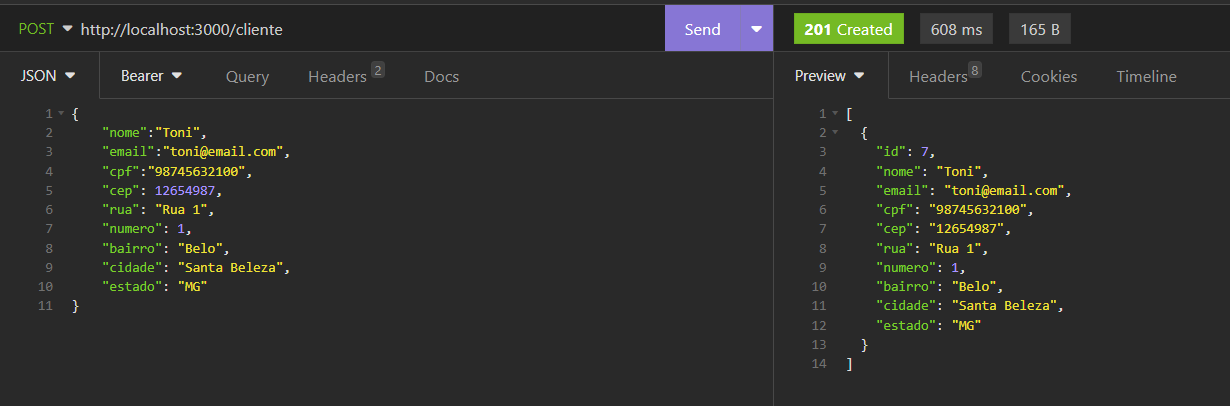 POST http://localhost:3000/cliente Send 201 Created 608 ms 165 B
JSON Bearer Query Headers 2 Docs Preview Headers 8 Cookies Timeline
1 {
2 "nome":"Toni",
3 "email":"toni@email.com",
4 "cpf":"98745632100",
5 "cep": 12654987,
6 "rua": "Rua 1",
7 "numero": 1,
8 "bairro": "Belo",
9 "cidade": "Santa Beleza",
10 "estado": "MG"
11 }
1 [
2 {
3 "id": 7,
4 "nome": "Toni",
5 "email": "toni@email.com",
6 "cpf": "98745632100",
7 "cep": "12654987",
8 "rua": "Rua 1",
9 "numero": 1,
10 "bairro": "Belo",
11 "cidade": "Santa Beleza",
12 "estado": "MG"
13 }
14 ]